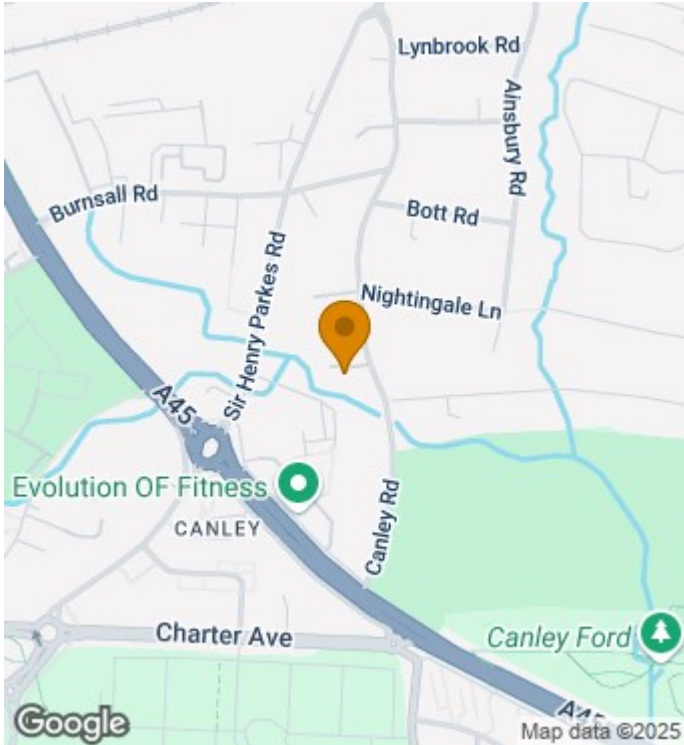 Lynbrook Rd
Ainsbury Rd
Burnsall Rd
Bott Rd
Sir Henry Parkes Rd
Nightingale Ln
A45
Evolution OF Fitness
CANLEY
Canley Rd
Charter Ave
Canley Ford
A45
Google
Map data ©2025